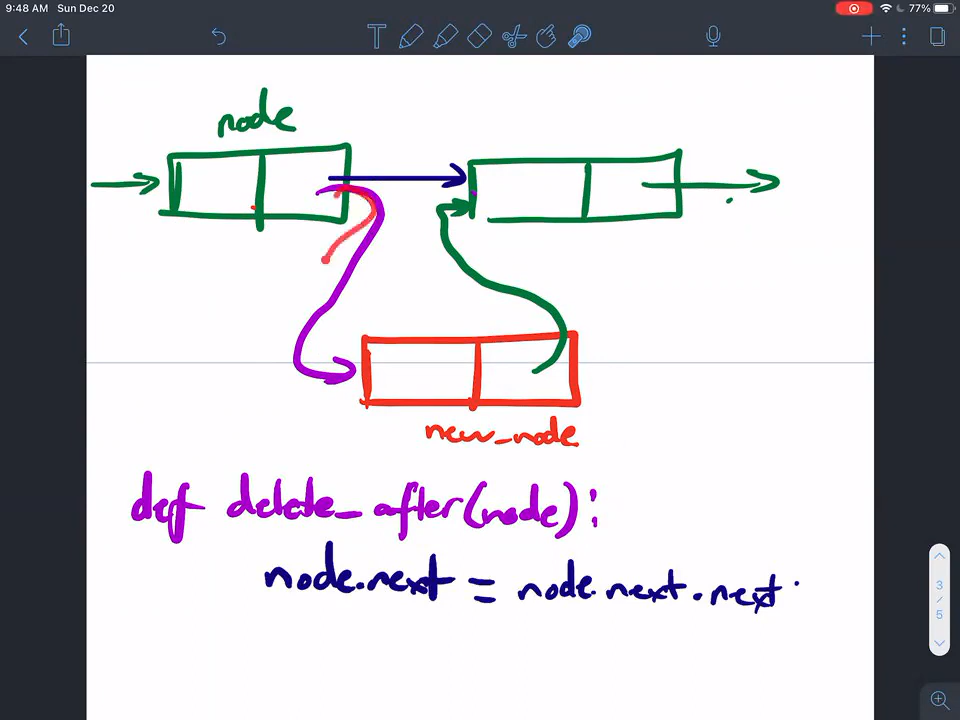 9:48 AM Sun Dec 20
77%
T
node
new_node
def delete_after(node):
node.next = node.next.next
3
/
5